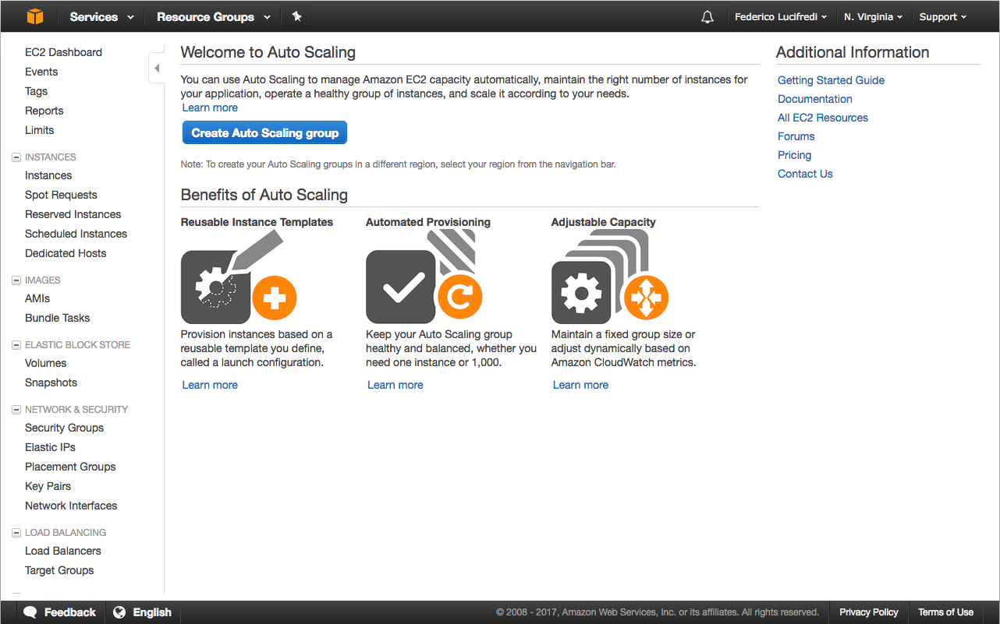 Services
Resource Groups
Federico Lucifredi
N. Virginia
Support
EC2 Dashboard
Events
Tags
Reports
Limits
INSTANCES
Instances
Spot Requests
Reserved Instances
Scheduled Instances
Dedicated Hosts
IMAGES
AMIs
Bundle Tasks
ELASTIC BLOCK STORE
Volumes
Snapshots
NETWORK & SECURITY
Security Groups
Elastic IPs
Placement Groups
Key Pairs
Network Interfaces
LOAD BALANCING
Load Balancers
Target Groups
Welcome to Auto Scaling
You can use Auto Scaling to manage Amazon EC2 capacity automatically, maintain the right number of instances for
your application, operate a healthy group of instances, and scale it according to your needs.
Learn more
Create Auto Scaling group
Note: To create your Auto Scaling groups in a different region, select your region from the navigation bar.
Benefits of Auto Scaling
Reusable Instance Templates
Provision instances based on a
reusable template you define,
called a launch configuration.
Learn more
Automated Provisioning
Keep your Auto Scaling group
healthy and balanced, whether you
need one instance or 1,000.
Learn more
Adjustable Capacity
Maintain a fixed group size or
adjust dynamically based on
Amazon CloudWatch metrics.
Learn more
Additional Information
Getting Started Guide
Documentation
All EC2 Resources
Forums
Pricing
Contact Us
Feedback
English
© 2008 - 2017, Amazon Web Services, Inc. or its affiliates. All rights reserved.
Privacy Policy
Terms of Use